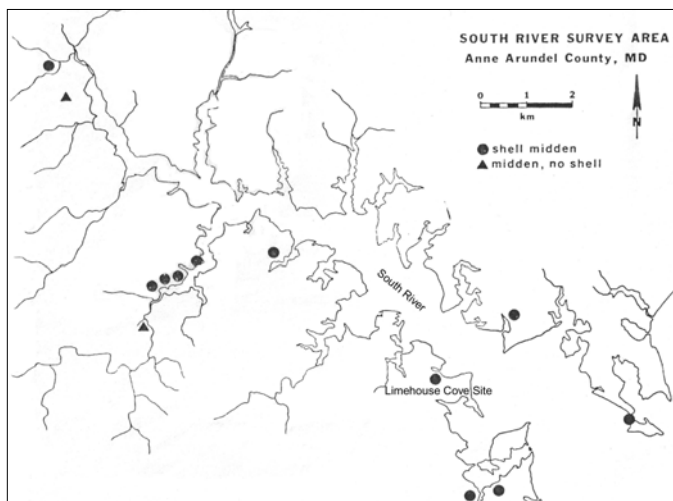 SOUTH RIVER SURVEY AREA
Anne Arundel County, MD
0 1 2
km
N
shell midden
midden, no shell
South River
Limehouse Cove Site